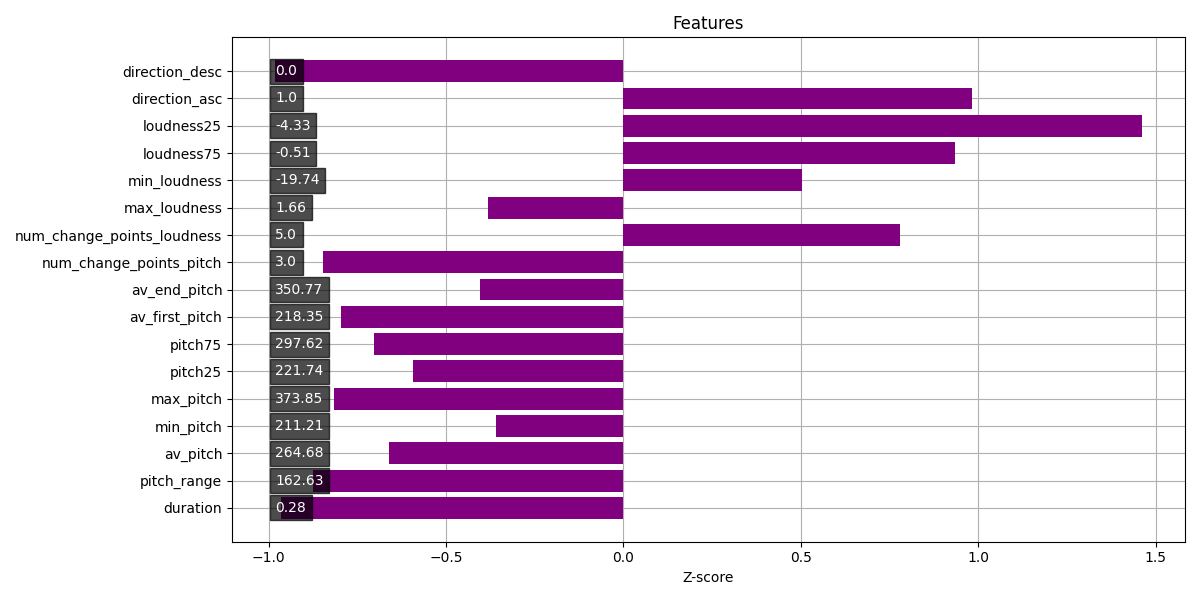 Features
direction_desc 0.0
direction_asc 1.0
loudness25 -4.33
loudness75 -0.51
min_loudness -19.74
max_loudness 1.66
num_change_points_loudness 5.0
num_change_points_pitch 3.0
av_end_pitch 350.77
av_first_pitch 218.35
pitch75 297.62
pitch25 221.74
max_pitch 373.85
min_pitch 211.21
av_pitch 264.68
pitch_range 162.63
duration 0.28
−1.0 −0.5 0.0 0.5 1.0 1.5
Z-score